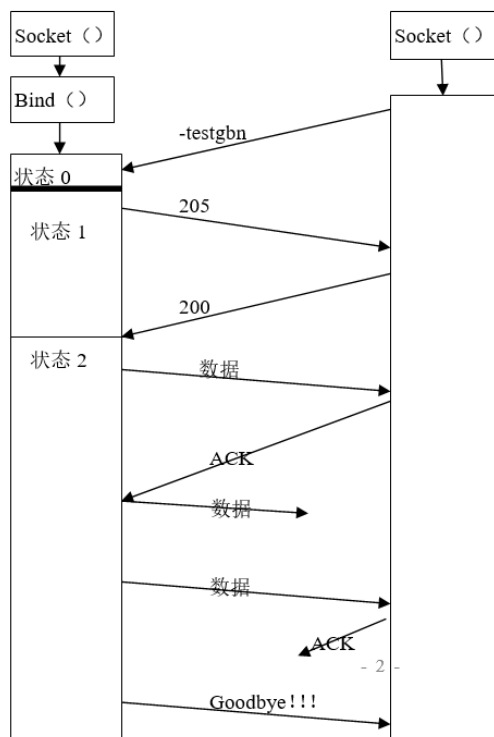 Socket（）
Socket（）
Bind（）
-testgbn
状态 0
205
状态 1
200
状态 2
数据
ACK
数据
数据
ACK
- 2 -
Goodbye!!!